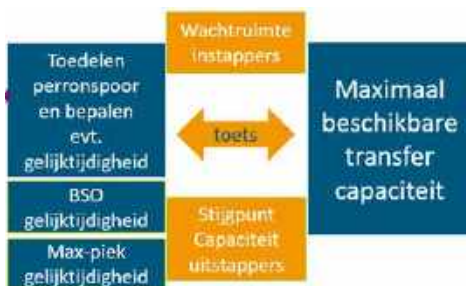 Toedelen
perronspoor
en bepalen
evt.
gelijktijdigheid
BSO
gelijktijdigheid
Max-piek
gelijktijdigheid
Wachtruimte
instappers
toets
Stijgpunt
Capaciteit
uitstappers
Maximaal
beschikbare
transfer
capaciteit